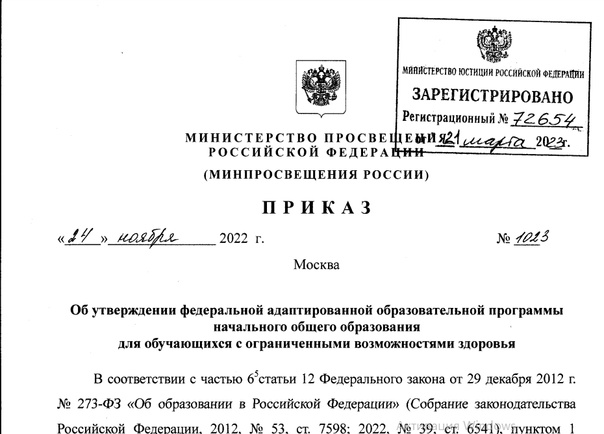 МИНИСТЕРСТВО ЮСТИЦИИ РОССИЙСКОЙ ФЕДЕРАЦИИ
ЗАРЕГИСТРИРОВАНО
Регистрационный № 72654
от "21" марта 2023г.
МИНИСТЕРСТВО ПРОСВЕЩЕНИЯ
РОССИЙСКОЙ ФЕДЕРАЦИИ
(МИНПРОСВЕЩЕНИЯ РОССИИ)
ПРИКАЗ
«24» ноября 2022 г. № 1023
Москва
Об утверждении федеральной адаптированной образовательной программы
начального общего образования
для обучающихся с ограниченными возможностями здоровья
В соответствии с частью 6⁵статьи 12 Федерального закона от 29 декабря 2012 г.
№ 273-ФЗ «Об образовании в Российской Федерации» (Собрание законодательства
Российской Федерации, 2012, № 53, ст. 7598; 2022, № 39, ст. 6541), пунктом 1
Активация Windows